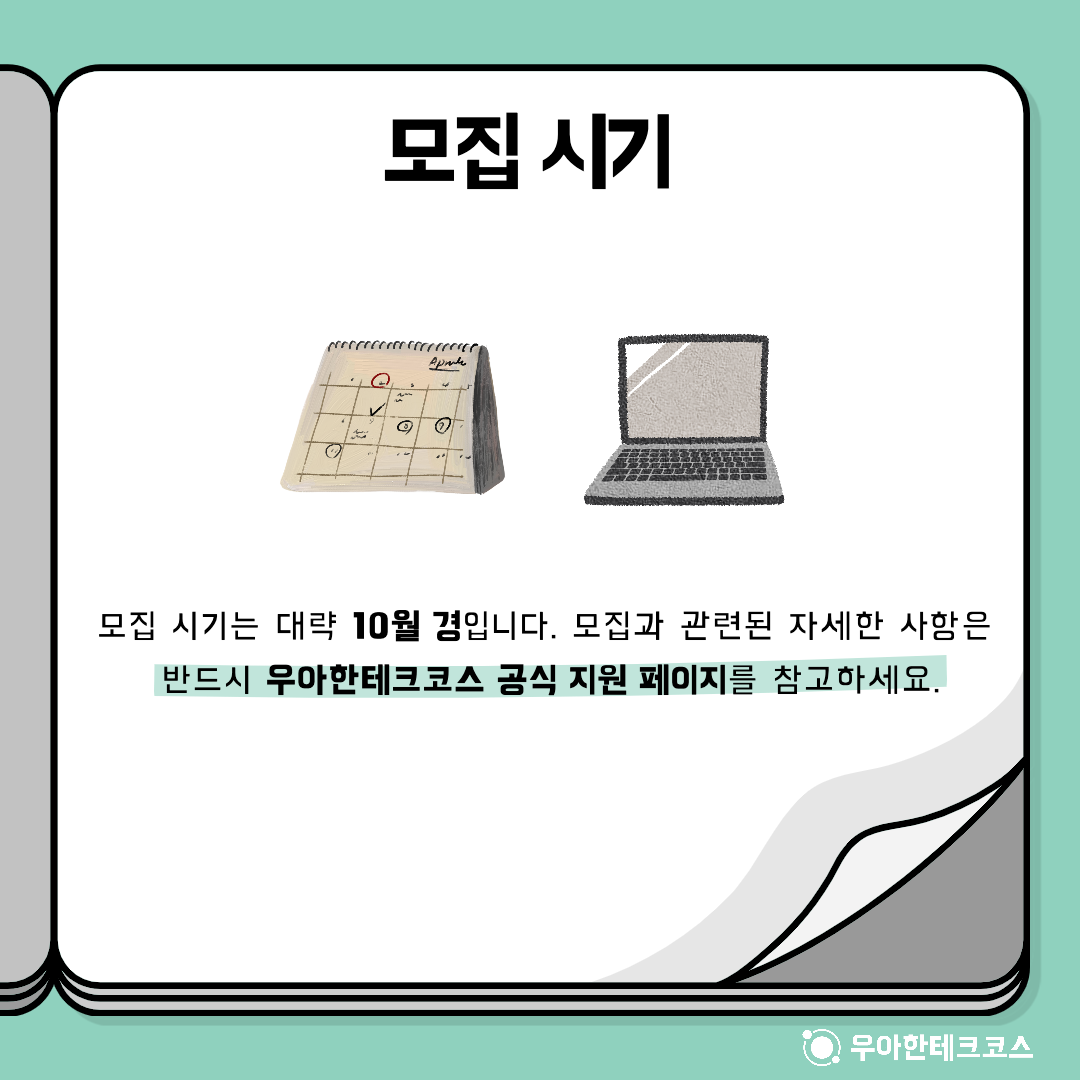 모집 시기
모집 시기는 대략 10월 경입니다. 모집과 관련된 자세한 사항은
반드시 우아한테크코스 공식 지원 페이지를 참고하세요.
우아한테크코스